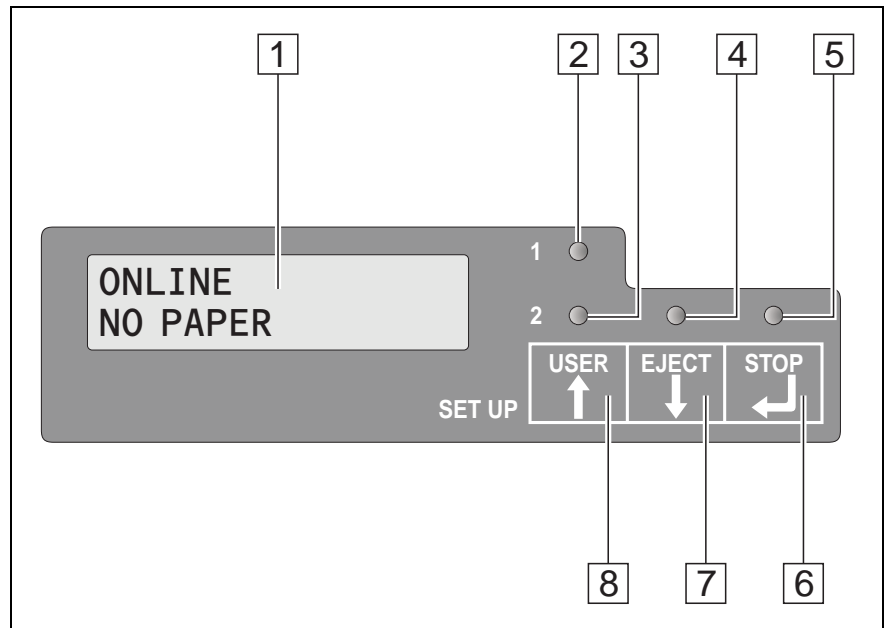 1 2 3 4 5
1
ONLINE
NO PAPER
2
USER EJECT STOP
SET UP
8 7 6